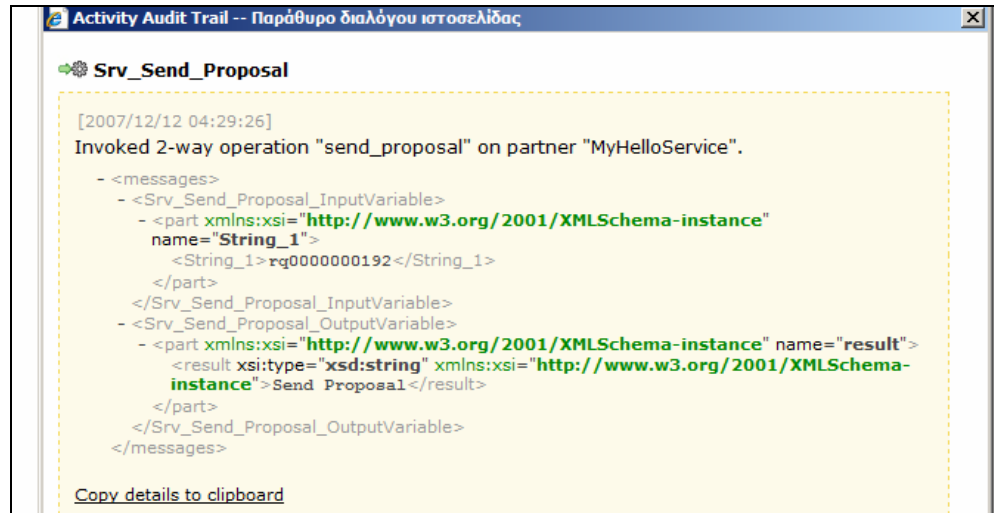 Activity Audit Trail -- Παράθυρο διαλόγου ιστοσελίδας
Srv_Send_Proposal
[2007/12/12 04:29:26]
Invoked 2-way operation "send_proposal" on partner "MyHelloService".
- <messages>
- <Srv_Send_Proposal_InputVariable>
- <part xmlns:xsi="http://www.w3.org/2001/XMLSchema-instance"
name="String_1">
<String_1>rq0000000192</String_1>
</part>
</Srv_Send_Proposal_InputVariable>
- <Srv_Send_Proposal_OutputVariable>
- <part xmlns:xsi="http://www.w3.org/2001/XMLSchema-instance" name="result">
<result xsi:type="xsd:string" xmlns:xsi="http://www.w3.org/2001/XMLSchema-
instance">Send Proposal</result>
</part>
</Srv_Send_Proposal_OutputVariable>
</messages>
Copy details to clipboard